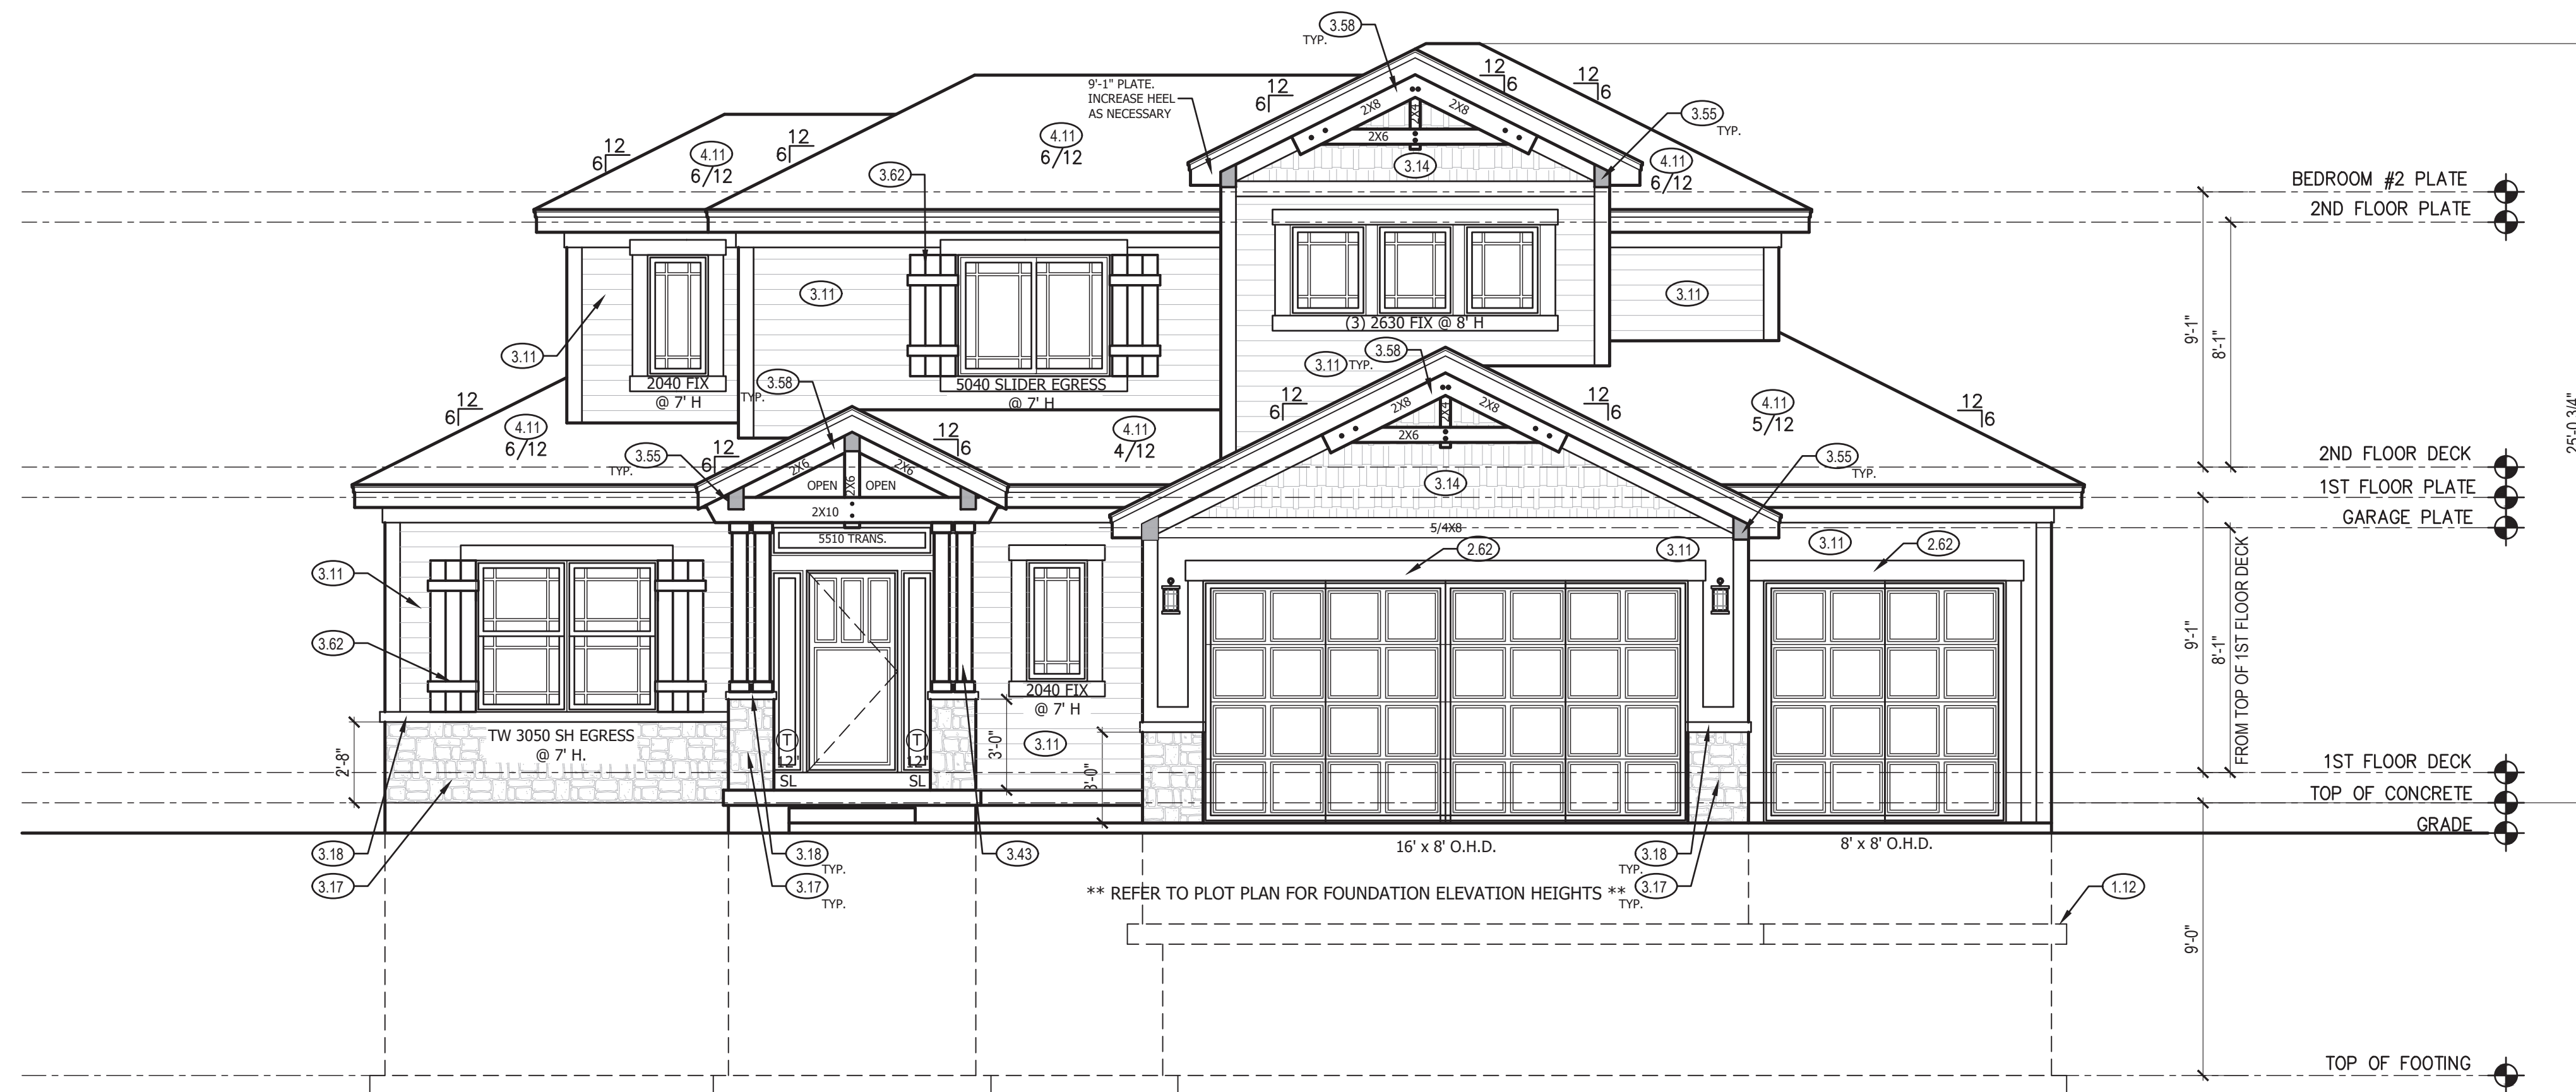 3.58
TYP.
9'-1" PLATE.
INCREASE HEEL
AS NECESSARY
12
6
12
6
12
6
12
6
12
6
2X8
2X4
2X8
2X6
3.55
TYP.
3.14
4.11
6/12
4.11
6/12
4.11
6/12
3.62
BEDROOM #2 PLATE
2ND FLOOR PLATE
3.11
3.11
3.11
(3) 2630 FIX @ 8' H
2040 FIX
@ 7' H
5040 SLIDER EGRESS
@ 7' H
3.58
TYP.
3.11
TYP.
3.58
9'-1"
8'-1"
25'-0 3/4"
12
6
12
6
12
6
12
6
12
6
12
6
4.11
6/12
4.11
4/12
4.11
5/12
2X8
2X4
2X8
2X6
3.55
TYP.
2X6
2X6
2X6
OPEN
OPEN
2X10
3.14
3.55
TYP.
2ND FLOOR DECK
1ST FLOOR PLATE
GARAGE PLATE
5/4X8
5510 TRANS.
2.62
3.11
3.11
2.62
3.11
3.62
2040 FIX
@ 7' H
3.11
TW 3050 SH EGRESS
@ 7' H.
T
12"
SL
T
12"
SL
2'-8"
3'-0"
3'-0"
9'-1"
8'-1"
FROM TOP OF 1ST FLOOR DECK
1ST FLOOR DECK
TOP OF CONCRETE
GRADE
3.18
3.17
3.18
TYP.
3.17
TYP.
3.43
16' x 8' O.H.D.
8' x 8' O.H.D.
3.18
TYP.
3.17
TYP.
** REFER TO PLOT PLAN FOR FOUNDATION ELEVATION HEIGHTS **
1.12
9'-0"
TOP OF FOOTING